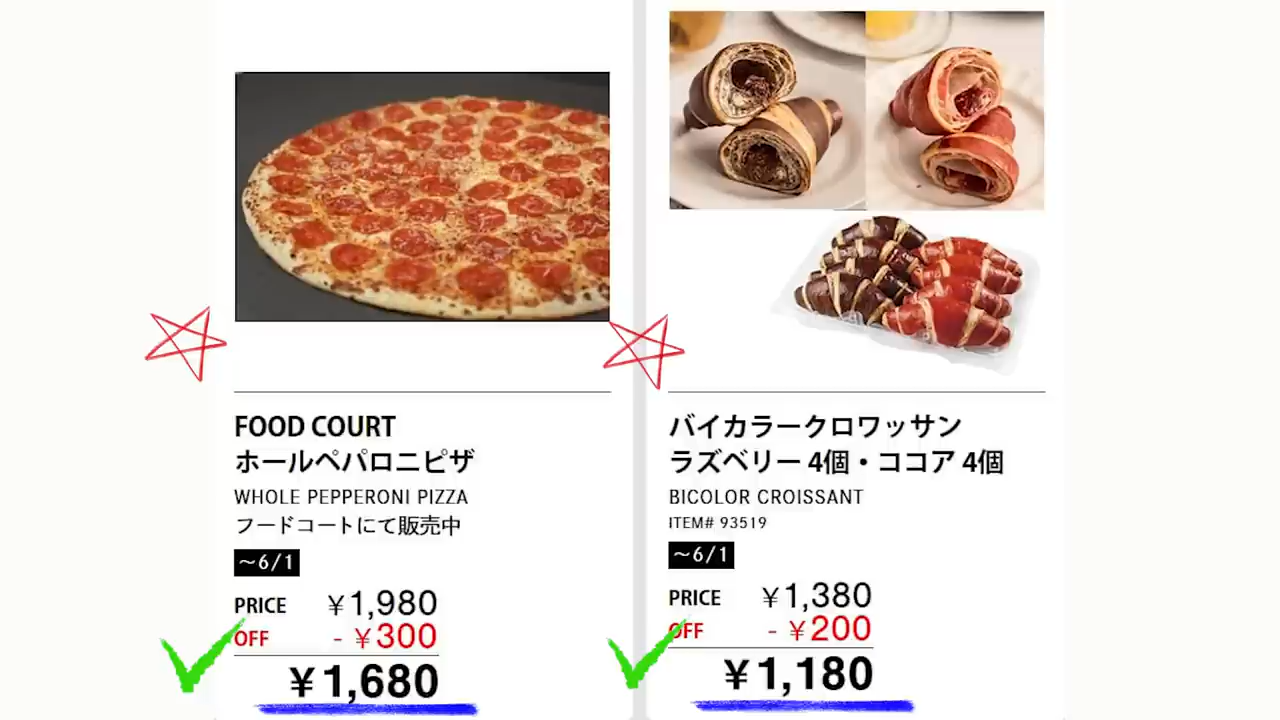 FOOD COURT
ホールペパロニピザ
WHOLE PEPPERONI PIZZA
フードコートにて販売中
～6/1
PRICE ¥1,980
OFF - ¥300
¥1,680
バイカラークロワッサン
ラズベリー 4個・ココア 4個
BICOLOR CROISSANT
ITEM# 93519
～6/1
PRICE ¥1,380
OFF - ¥200
¥1,180